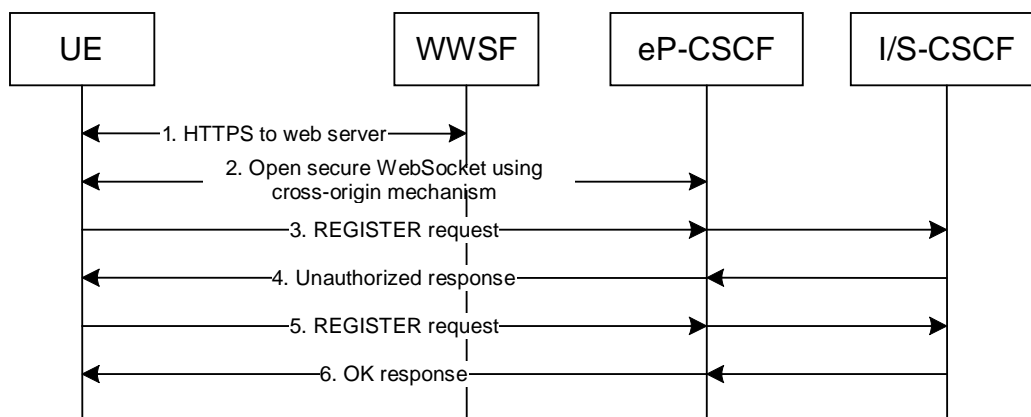 UE
WWSF
eP-CSCF
I/S-CSCF
1. HTTPS to web server
2. Open secure WebSocket using
cross-origin mechanism
3. REGISTER request
4. Unauthorized response
5. REGISTER request
6. OK response